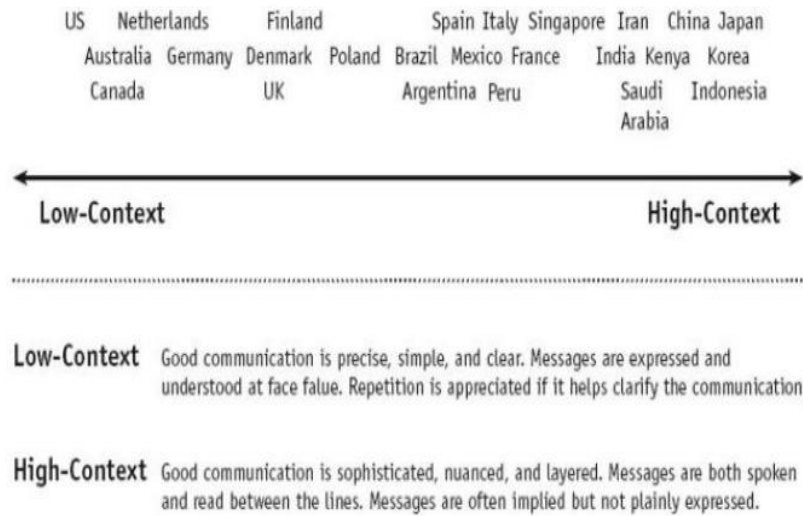 US Netherlands Finland Spain Italy Singapore Iran China Japan
Australia Germany Denmark Poland Brazil Mexico France India Kenya Korea
Canada UK Argentina Peru Saudi Indonesia
Arabia
Low-Context High-Context
Low-Context Good communication is precise, simple, and clear. Messages are expressed and
understood at face falue. Repetition is appreciated if it helps clarify the communication
High-Context Good communication is sophisticated, nuanced, and layered. Messages are both spoken
and read between the lines. Messages are often implied but not plainly expressed.